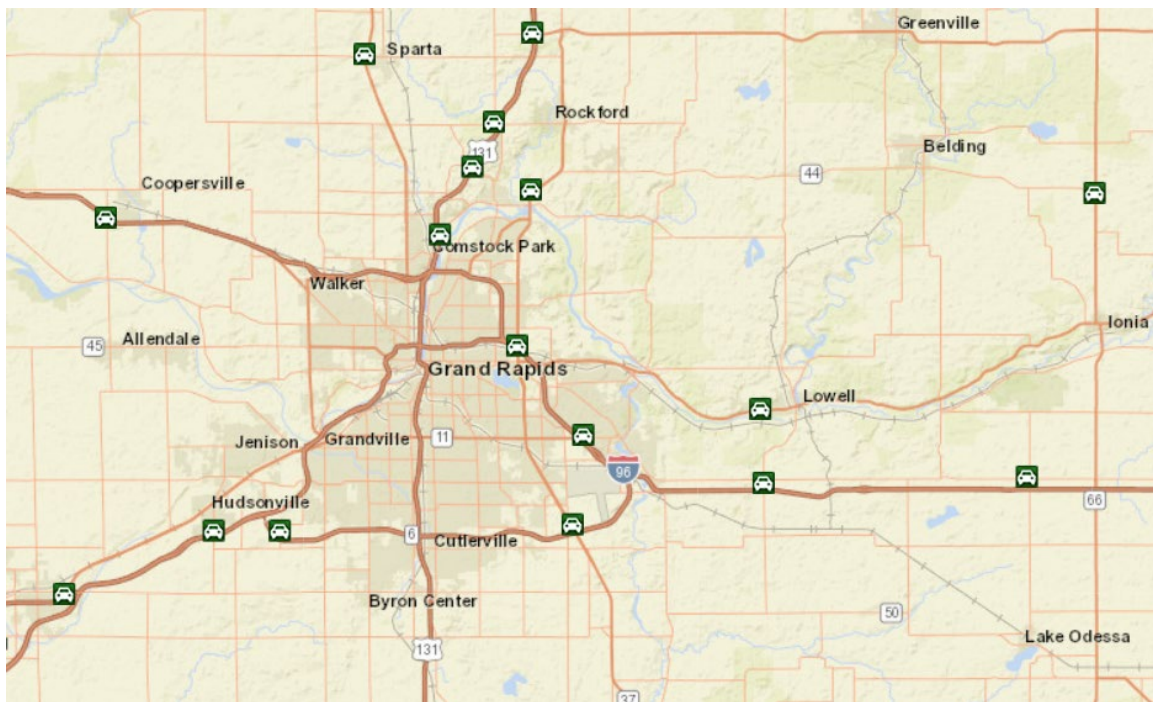 Greenville
Sparta
Rockford
131
Belding
44
Coopersville
Comstock Park
Walker
Ionia
45
Allendale
Grand Rapids
Lowell
Jenison
Grandville
11
96
66
Hudsonville
6
Cutlerville
Byron Center
50
131
Lake Odessa
37